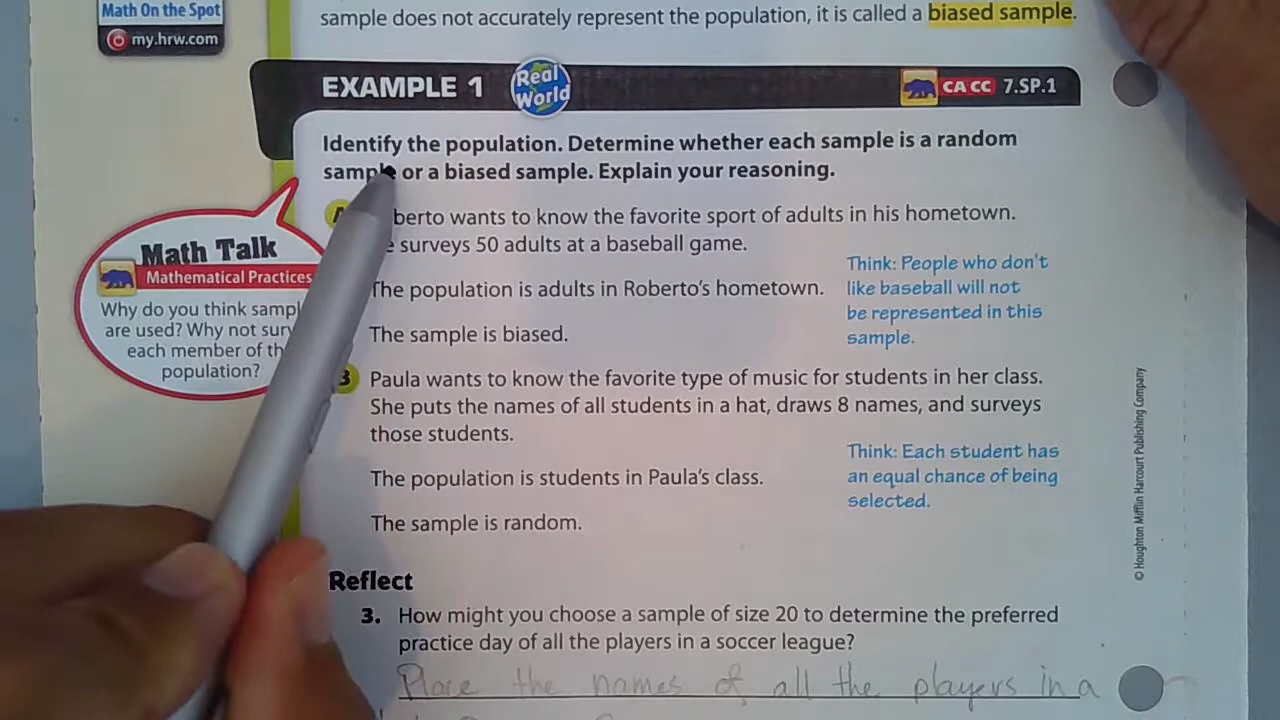 Math On the Spot
my.hrw.com
sample does not accurately represent the population, it is called a biased sample.
EXAMPLE 1
Real
World
CA CC 7.SP.1
Identify the population. Determine whether each sample is a random
sample or a biased sample. Explain your reasoning.
Math Talk
Mathematical Practices
Why do you think
are used? Why not
each member of
population?
berto wants to know the favorite sport of adults in his hometown.
surveys 50 adults at a baseball game.
The population is adults in Roberto's hometown.
The sample is biased.
Think: People who don't
like baseball will not
be represented in this
sample.
B Paula wants to know the favorite type of music for students in her class.
She puts the names of all students in a hat, draws 8 names, and surveys
those students.
The population is students in Paula's class.
The sample is random.
Think: Each student has
an equal chance of being
selected.
© Houghton Mifflin Harcourt Publishing Company
Reflect
3. How might you choose a sample of size 20 to determine the preferred
practice day of all the players in a soccer league?
Place the names of all the players in a